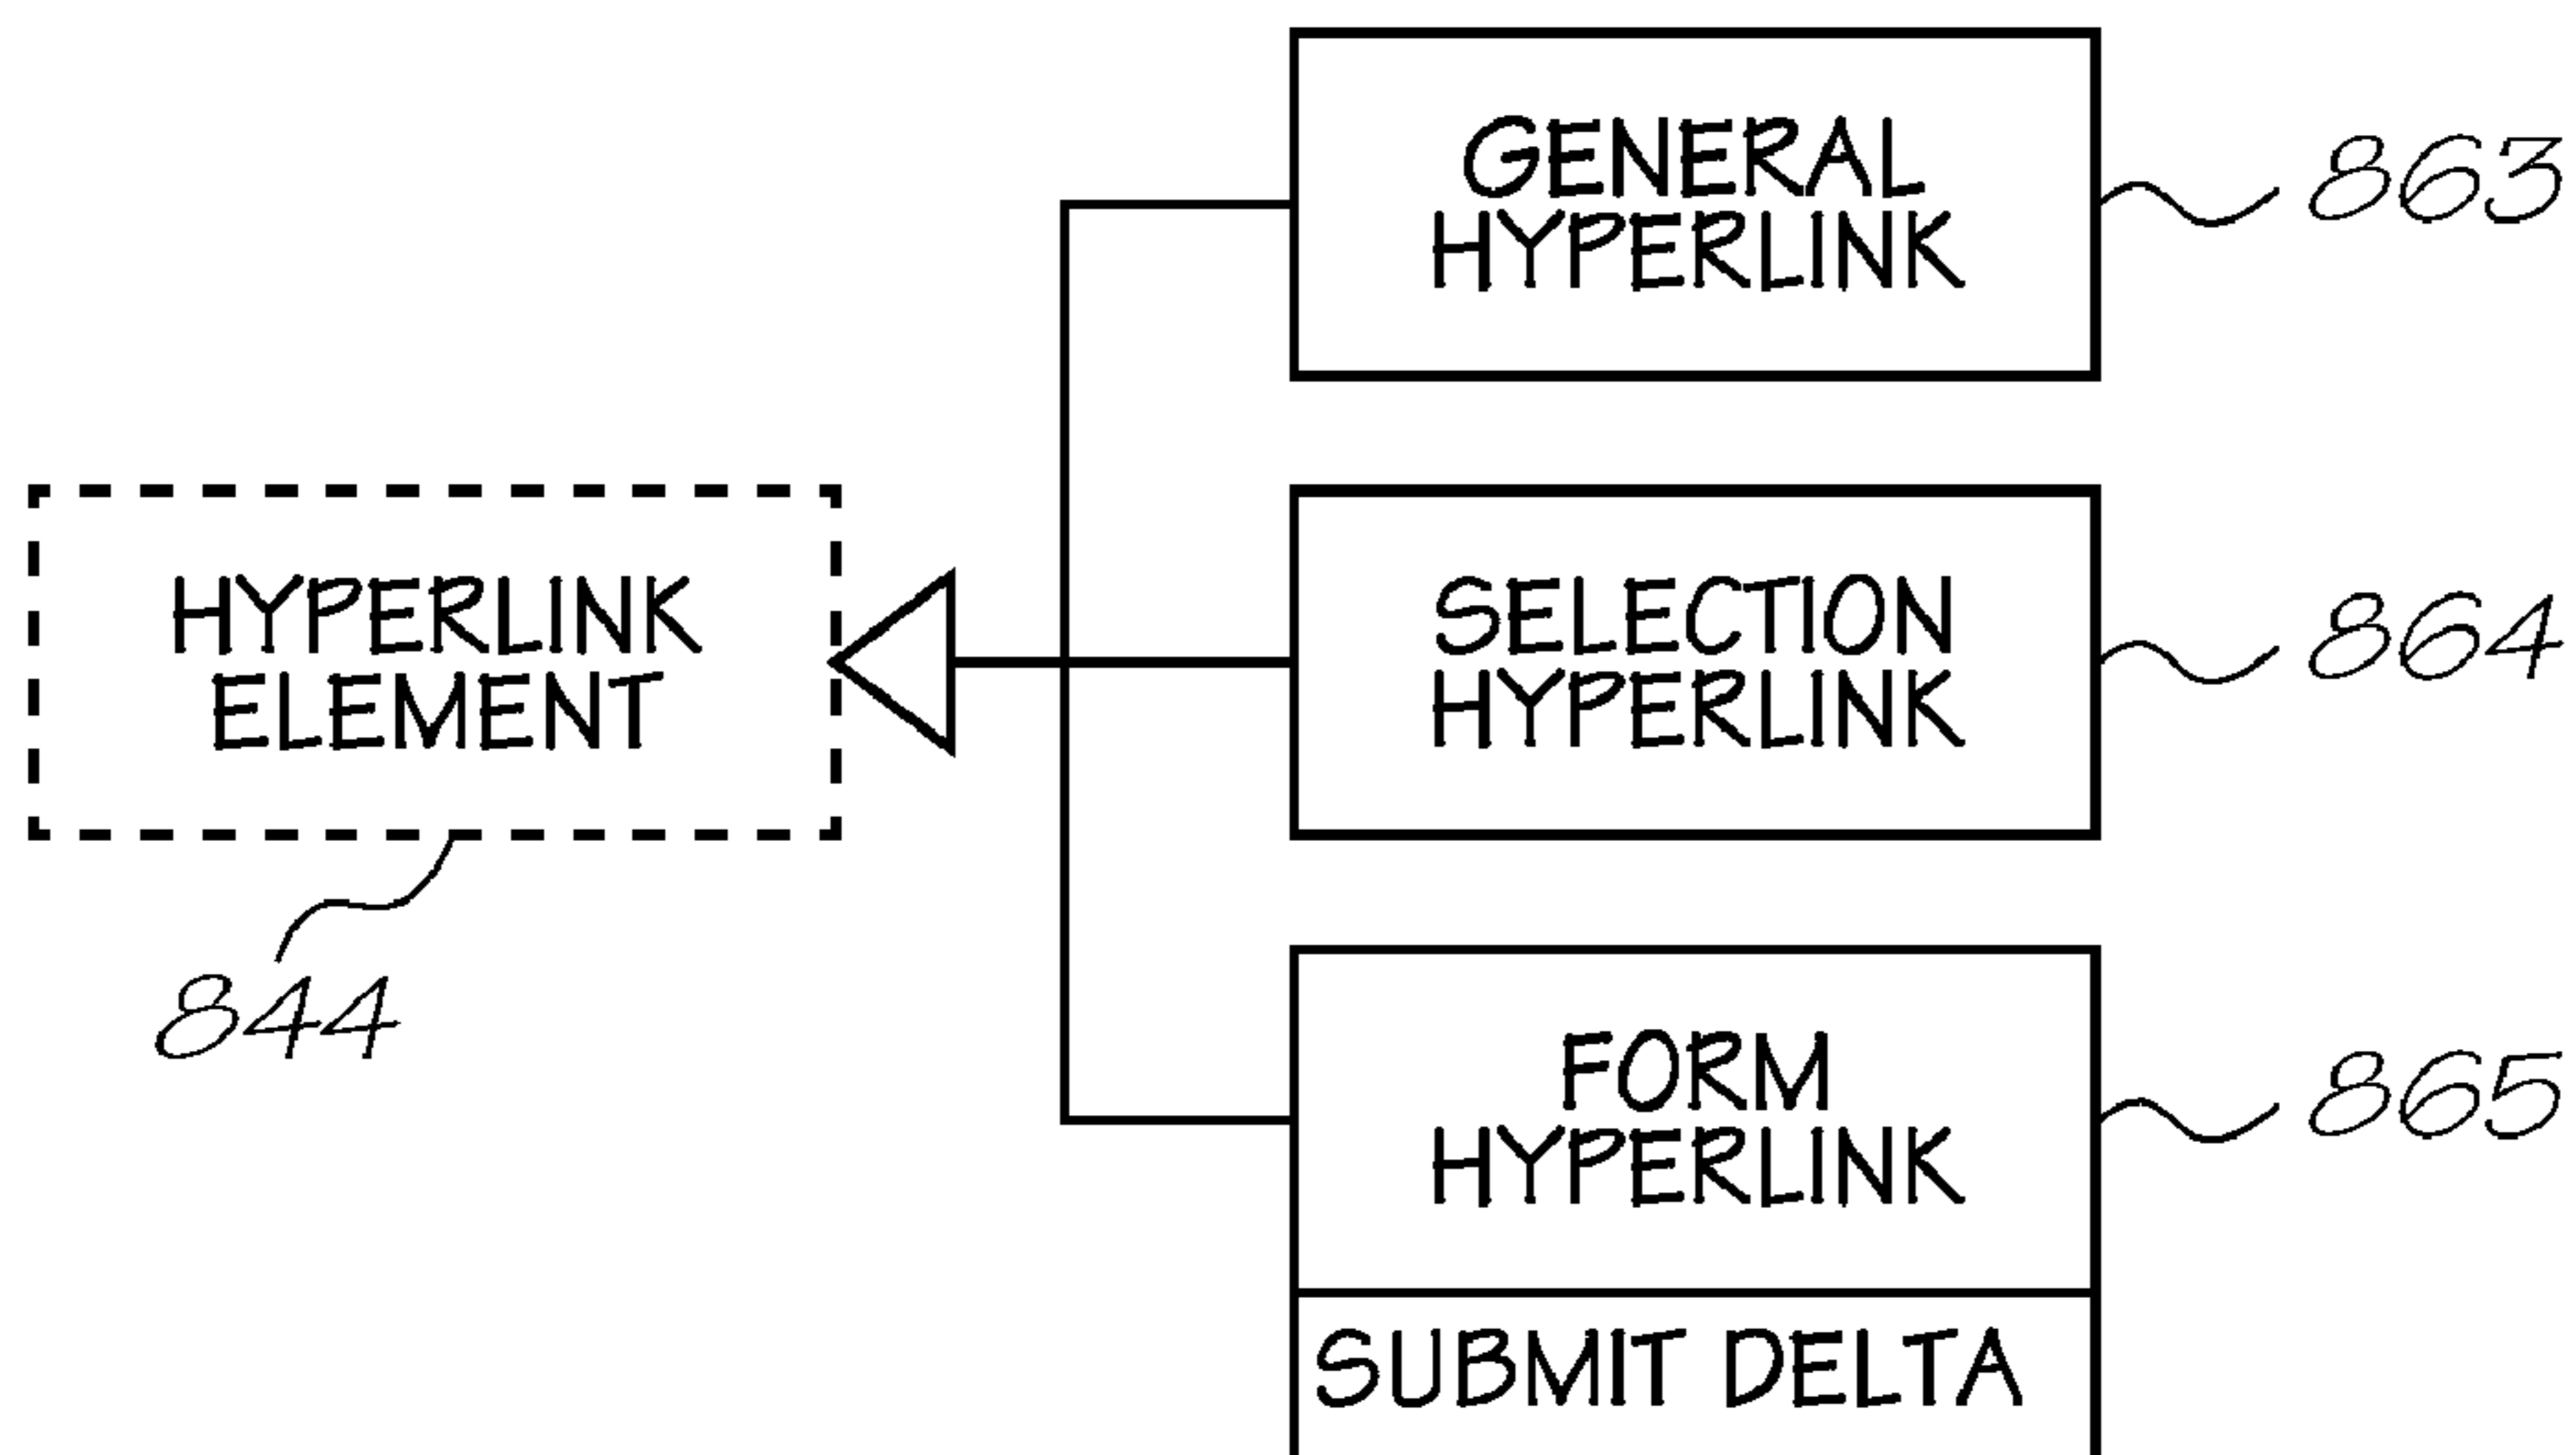 GENERAL
HYPERLINK
863
HYPERLINK
ELEMENT
844
SELECTION
HYPERLINK
864
FORM
HYPERLINK
865
SUBMIT DELTA